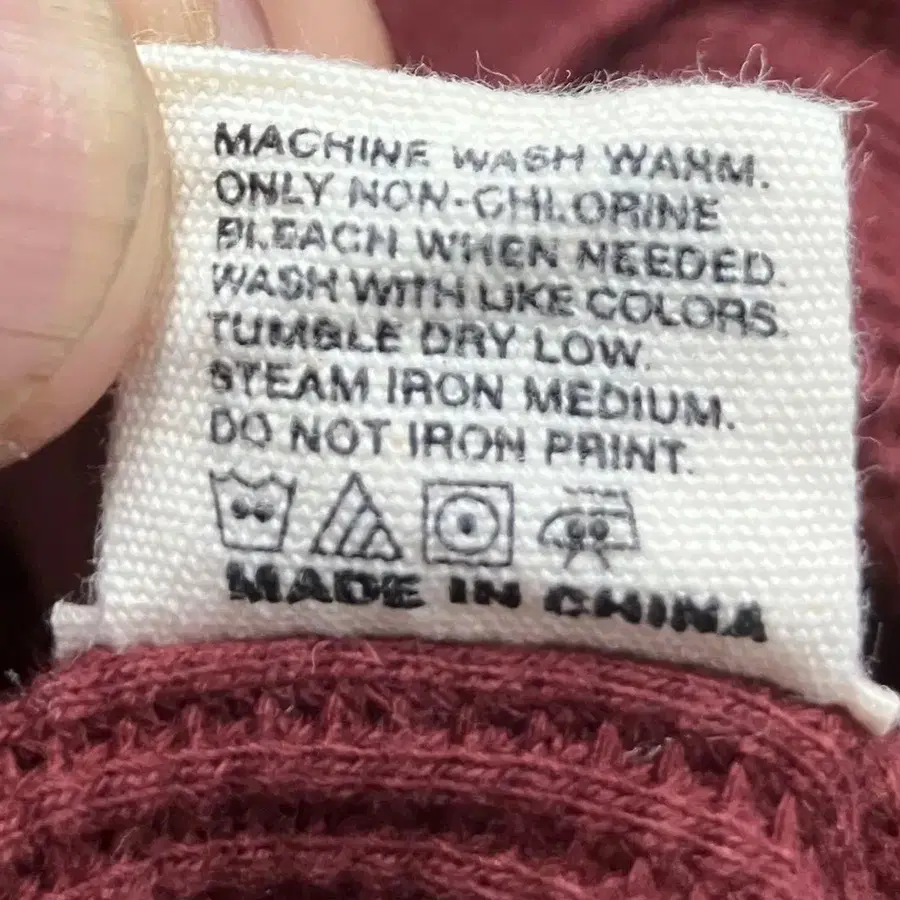 MACHINE WASH WARM.
ONLY NON-CHLORINE
BLEACH WHEN NEEDED.
WASH WITH LIKE COLORS.
TUMBLE DRY LOW.
STEAM IRON MEDIUM.
DO NOT IRON PRINT.
MADE IN CHINA